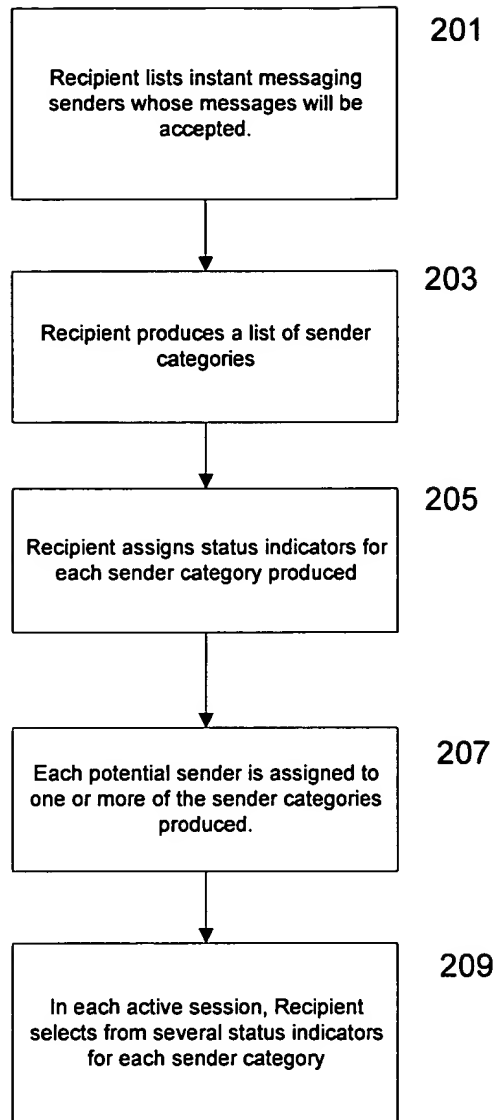 201
Recipient lists instant messaging
senders whose messages will be
accepted.
203
Recipient produces a list of sender
categories
205
Recipient assigns status indicators for
each sender category produced
207
Each potential sender is assigned to
one or more of the sender categories
produced.
209
In each active session, Recipient
selects from several status indicators
for each sender category